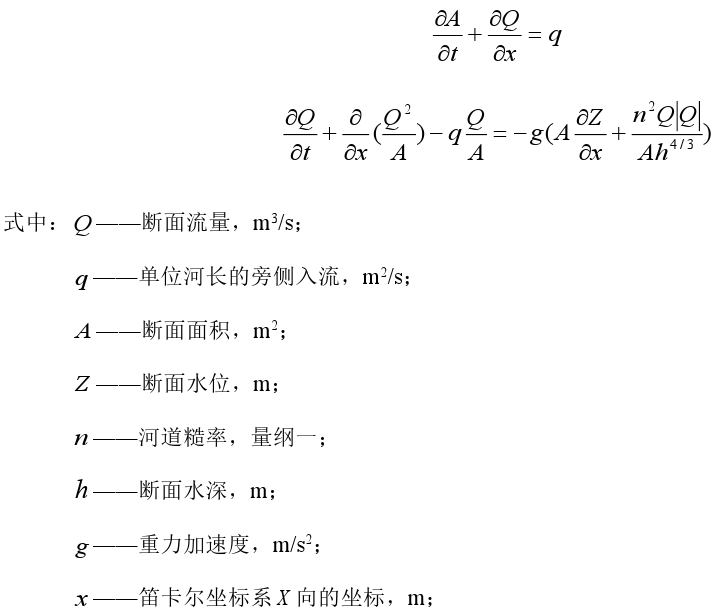 ∂A/∂t + ∂Q/∂x = q
∂Q/∂t + ∂/∂x(Q²/A) − q Q/A = −g(A ∂Z/∂x + n²Q|Q|/Ah^{4/3})
式中：Q——断面流量，m³/s；
q——单位河长的旁侧入流，m²/s；
A——断面面积，m²；
Z——断面水位，m；
n——河道糙率，量纲一；
h——断面水深，m；
g——重力加速度，m/s²；
x——笛卡尔坐标系 X 向的坐标，m；